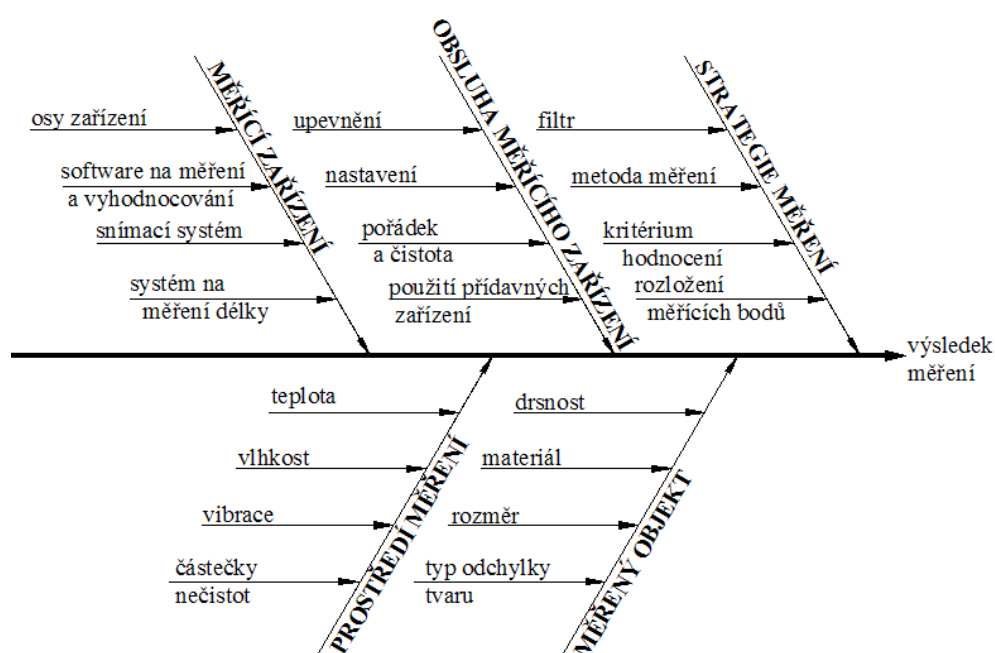 MĚŘÍCÍ ZAŘÍZENÍ
osy zařízení
software na měření
a vyhodnocování
snímací systém
systém na
měření délky
OBSLUHA MĚŘÍCÍHO ZAŘÍZENÍ
upevnění
nastavení
pořádek
a čistota
použití přídavných
zařízení
STRATEGIE MĚŘENÍ
filtr
metoda měření
kritérium
hodnocení
rozložení
měřících bodů
výsledek
měření
teplota
vlhkost
vibrace
částečky
nečistot
PROSTŘEDÍ MĚŘENÍ
drsnost
materiál
rozměr
typ odchylky
tvaru
MĚŘENÝ OBJEKT